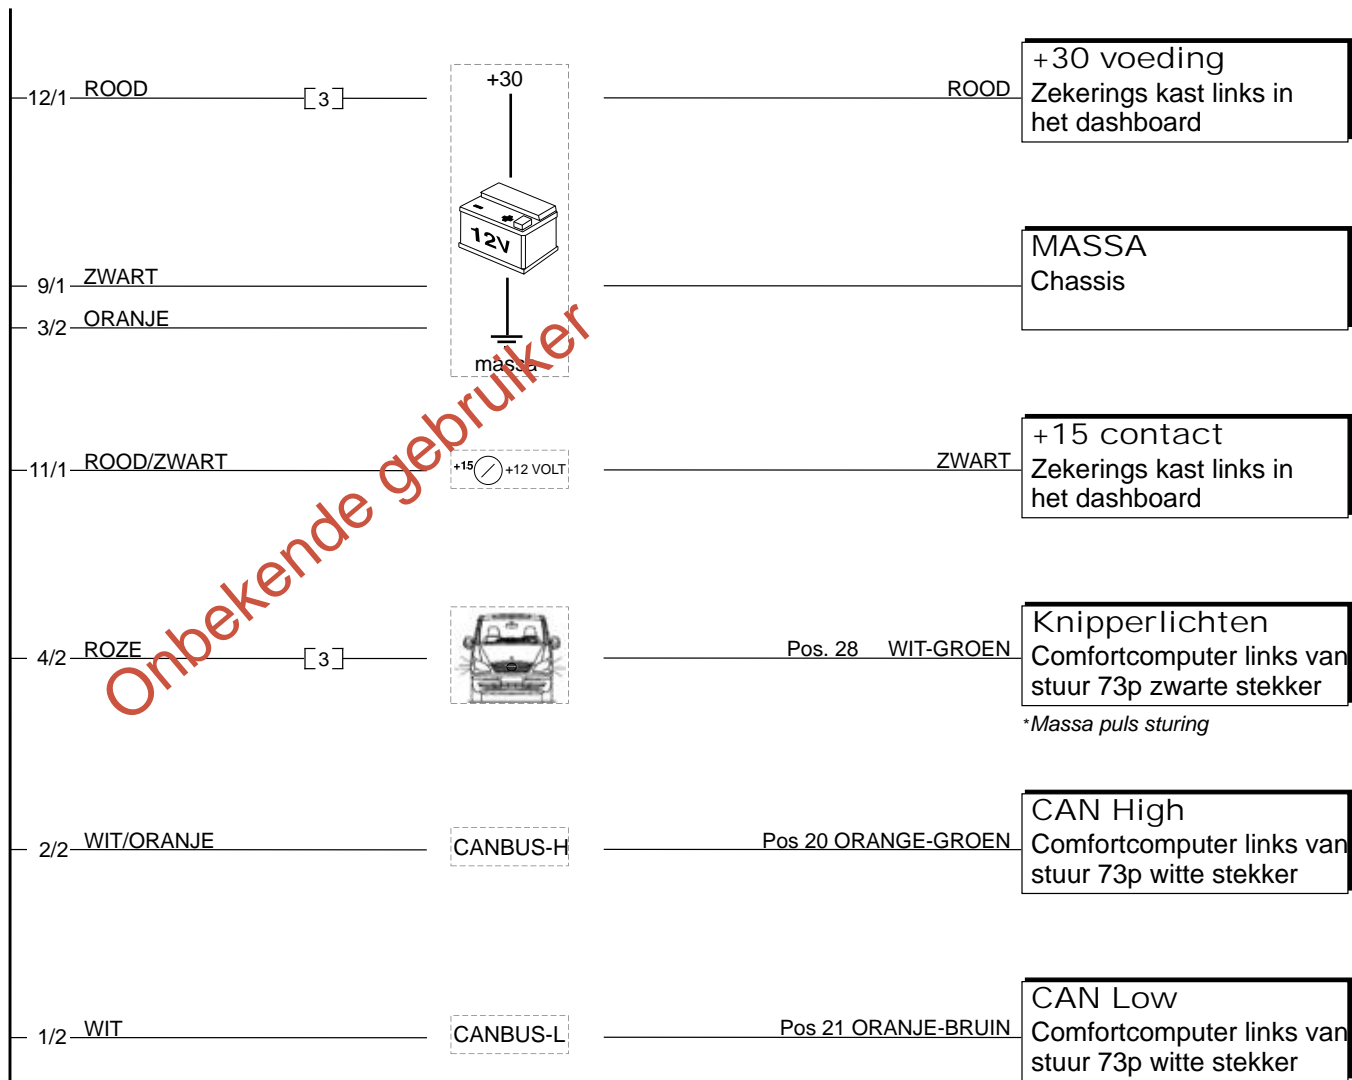 12/1 ROOD [3] +30 ROOD +30 voeding
Zekerings kast links in
het dashboard
12V
9/1 ZWART MASSA
Chassis
3/2 ORANJE
massa
11/1 ROOD/ZWART +15 +12 VOLT ZWART +15 contact
Zekerings kast links in
het dashboard
Onbekende gebruiker
4/2 ROZE [3] Pos. 28 WIT-GROEN Knipperlichten
Comfortcomputer links van
stuur 73p zwarte stekker
*Massa puls sturing
2/2 WIT/ORANJE CANBUS-H Pos 20 ORANGE-GROEN CAN High
Comfortcomputer links van
stuur 73p witte stekker
1/2 WIT CANBUS-L Pos 21 ORANJE-BRUIN CAN Low
Comfortcomputer links van
stuur 73p witte stekker